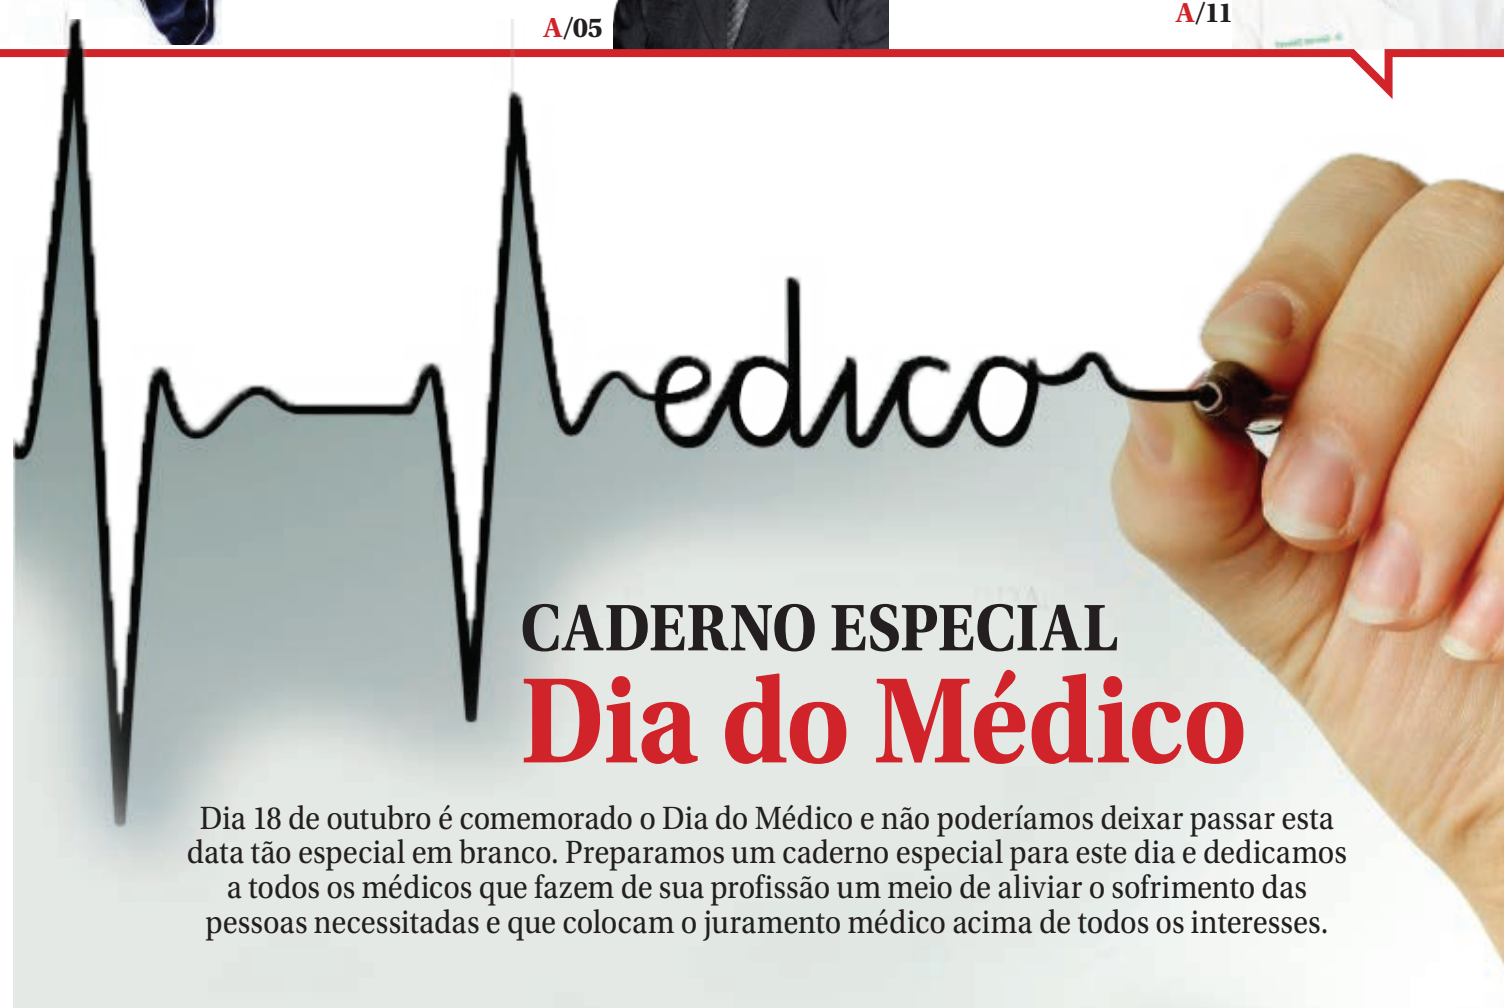 A/05
A/11
Medico
CADERNO ESPECIAL
Dia do Médico
Dia 18 de outubro é comemorado o Dia do Médico e não poderíamos deixar passar esta
data tão especial em branco. Preparamos um caderno especial para este dia e dedicamos
a todos os médicos que fazem de sua profissão um meio de aliviar o sofrimento das
pessoas necessitadas e que colocam o juramento médico acima de todos os interesses.